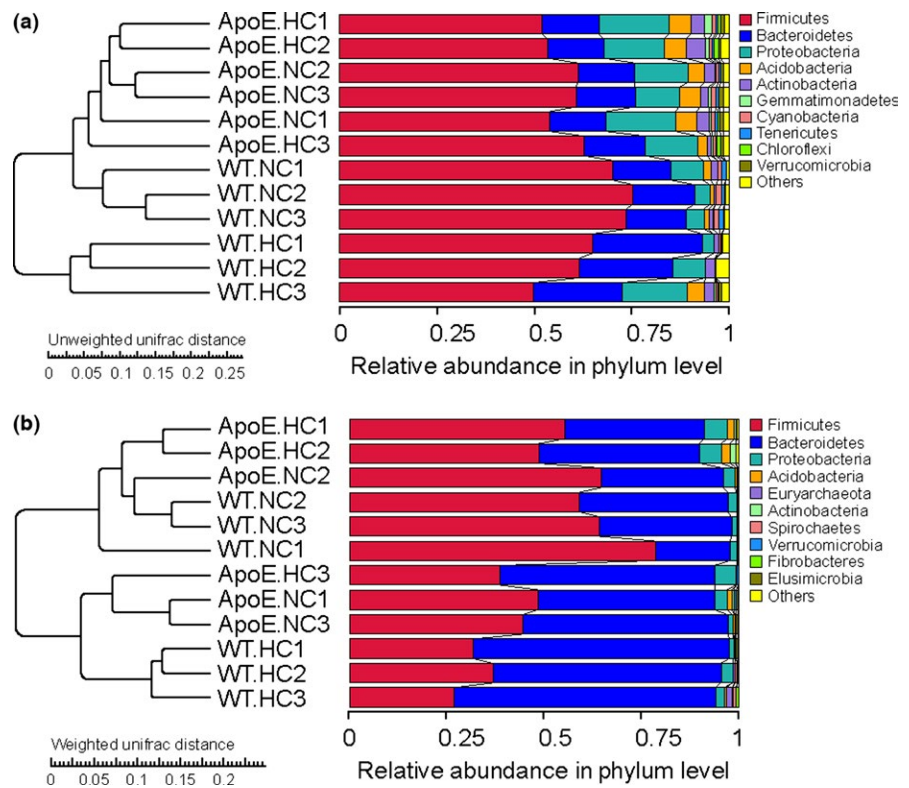 (a)
ApoE.HC1
ApoE.HC2
ApoE.NC2
ApoE.NC3
ApoE.NC1
ApoE.HC3
WT.NC1
WT.NC2
WT.NC3
WT.HC1
WT.HC2
WT.HC3
Firmicutes
Bacteroidetes
Proteobacteria
Acidobacteria
Actinobacteria
Gemmatimonadetes
Cyanobacteria
Tenericutes
Chloroflexi
Verrucomicrobia
Others
0 0.25 0.5 0.75 1
Relative abundance in phylum level
Unweighted unifrac distance
0 0.05 0.1 0.15 0.2 0.25
(b)
ApoE.HC1
ApoE.HC2
ApoE.NC2
WT.NC2
WT.NC3
WT.NC1
ApoE.HC3
ApoE.NC1
ApoE.NC3
WT.HC1
WT.HC2
WT.HC3
Firmicutes
Bacteroidetes
Proteobacteria
Acidobacteria
Euryarchaeota
Actinobacteria
Spirochaetes
Verrucomicrobia
Fibrobacteres
Elusimicrobia
Others
0 0.25 0.5 0.75 1
Relative abundance in phylum level
Weighted unifrac distance
0 0.05 0.1 0.15 0.2